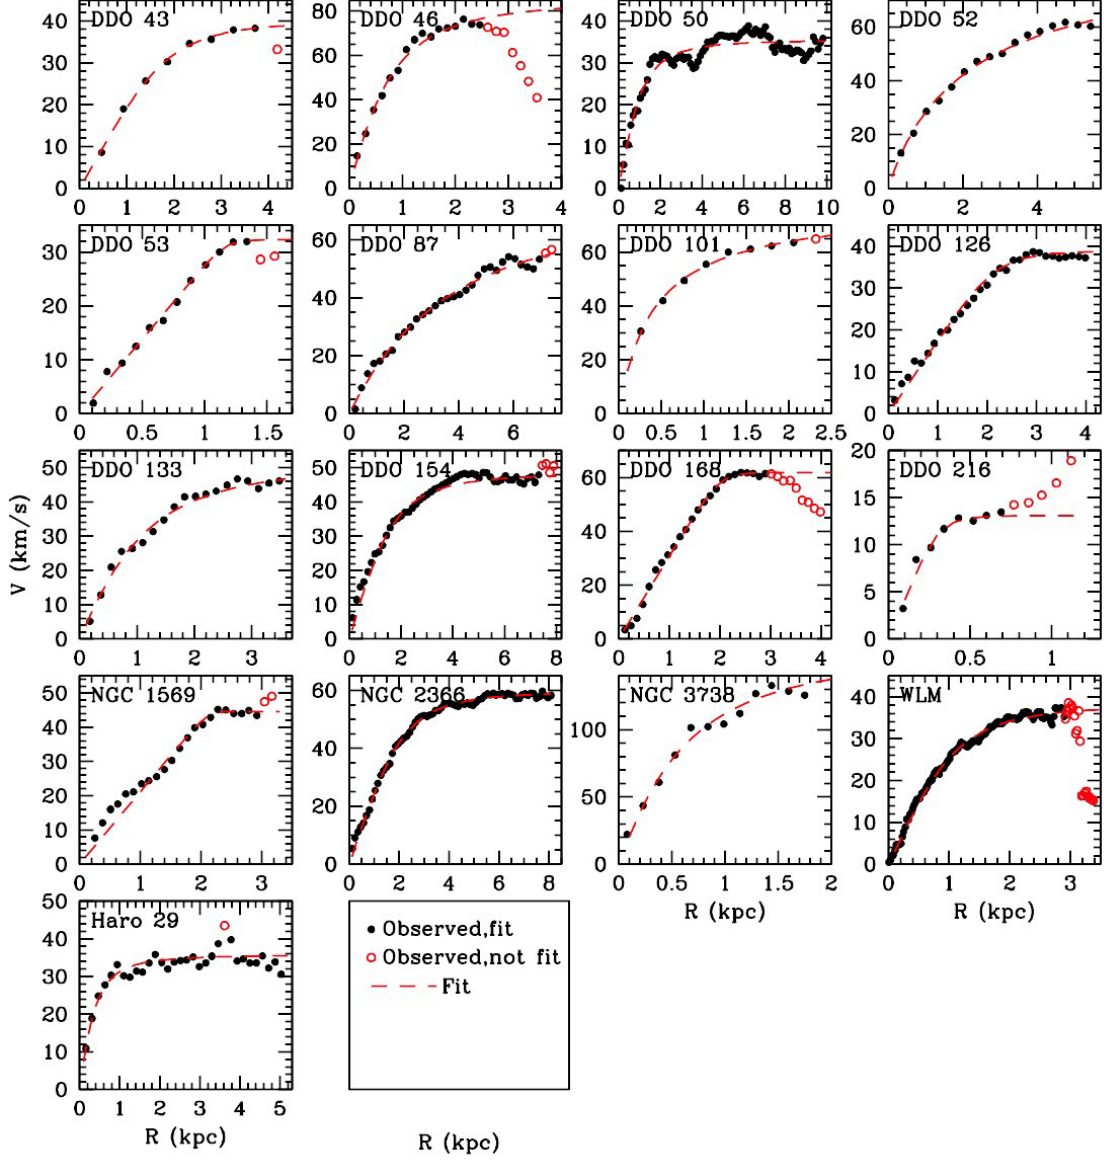 DDO 43
DDO 46
DDO 50
DDO 52
50
40
30
20
10
0
80
60
40
20
0
50
40
30
20
10
0
60
40
20
0
0 1 2 3 4
0 1 2 3 4
0 2 4 6 8 10
0 2 4
DDO 53
DDO 87
DDO 101
DDO 126
30
20
10
0
60
40
20
0
60
40
20
0
40
30
20
10
0
0 0.5 1 1.5
0 2 4 6
0 0.5 1 1.5 2 2.5
0 1 2 3 4
V (km/s)
DDO 133
DDO 154
DDO 168
DDO 216
50
40
30
20
10
0
50
40
30
20
10
0
60
40
20
0
20
15
10
5
0
0 1 2 3
0 2 4 6 8
0 1 2 3 4
0 0.5 1
NGC 1569
NGC 2366
NGC 3738
WLM
50
40
30
20
10
0
60
40
20
0
100
50
0
40
30
20
10
0
0 1 2 3
0 2 4 6 8
0 0.5 1 1.5 2
0 1 2 3
R (kpc)
R (kpc)
Haro 29
50
40
30
20
10
0
0 1 2 3 4 5
R (kpc)
Observed,fit
Observed,not fit
Fit
R (kpc)